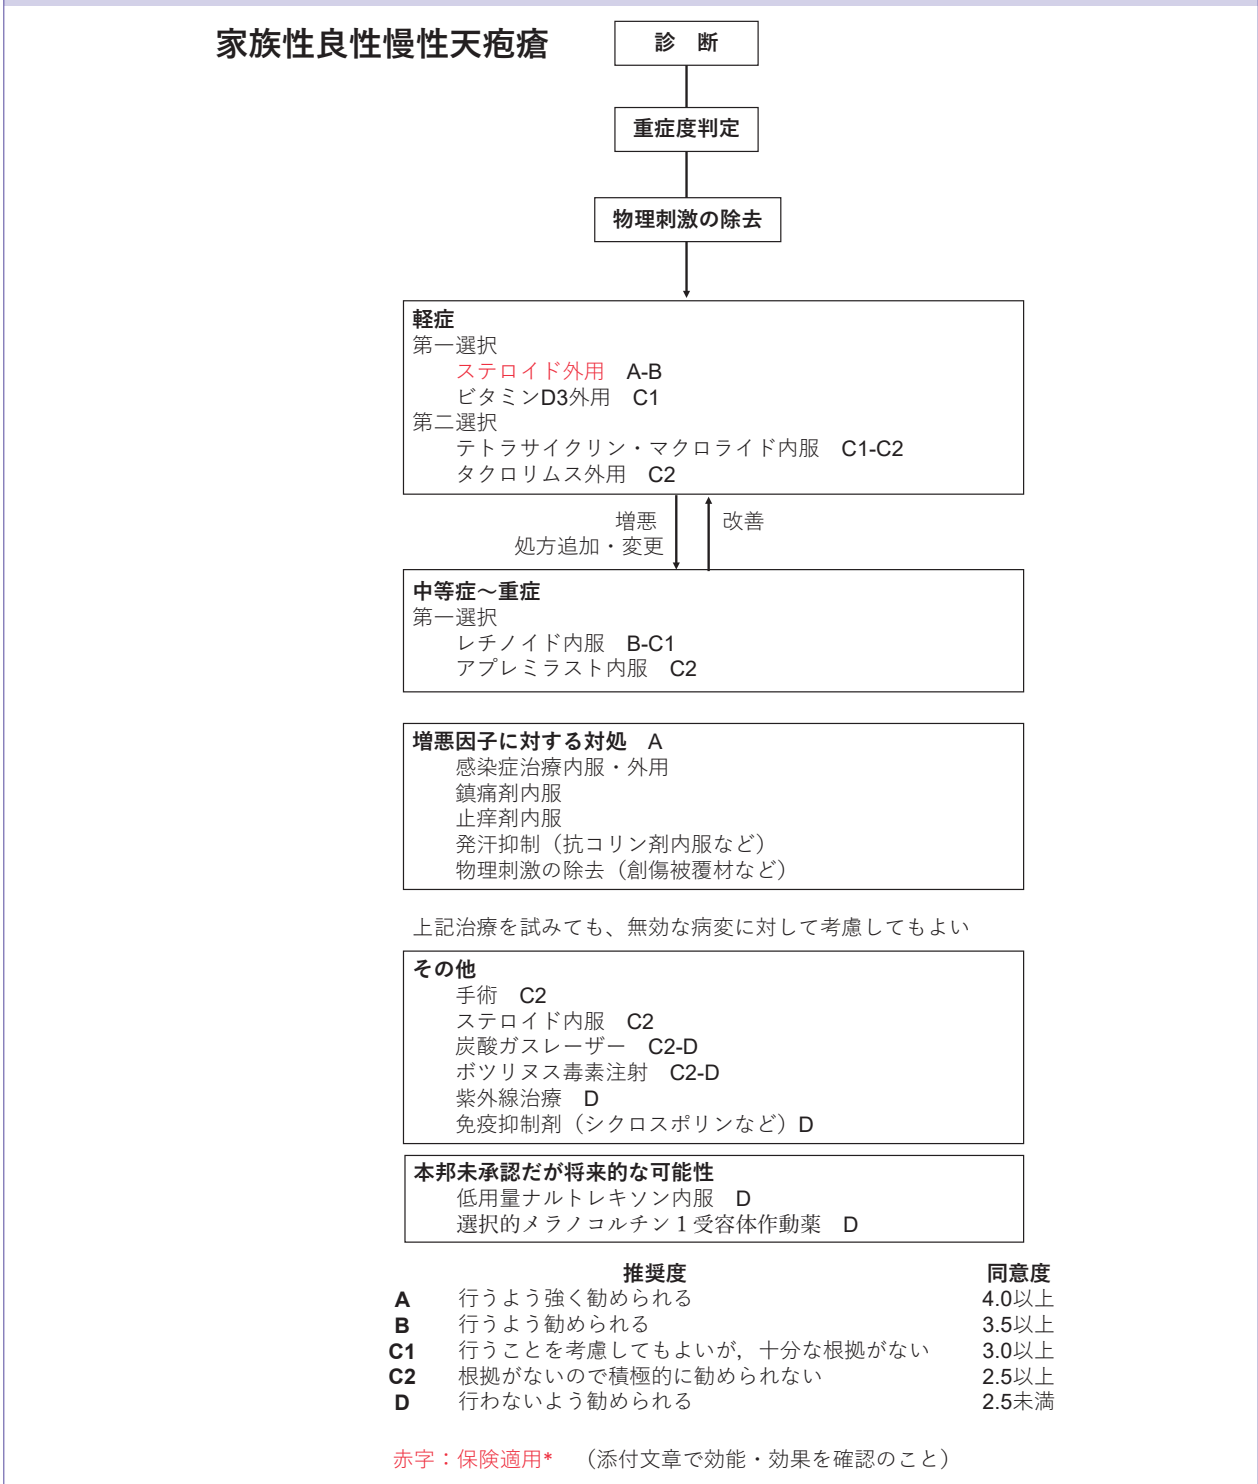 家族性良性慢性天疱瘡
診　断
重症度判定
物理刺激の除去
軽症
第一選択
ステロイド外用　A-B
ビタミンD3外用　C1
第二選択
テトラサイクリン・マクロライド内服　C1-C2
タクロリムス外用　C2
増悪
処方追加・変更
改善
中等症～重症
第一選択
レチノイド内服　B-C1
アプレミラスト内服　C2
増悪因子に対する対処　A
感染症治療内服・外用
鎮痛剤内服
止痒剤内服
発汗抑制（抗コリン剤内服など）
物理刺激の除去（創傷被覆材など）
上記治療を試みても、無効な病変に対して考慮してもよい
その他
手術　C2
ステロイド内服　C2
炭酸ガスレーザー　C2-D
ボツリヌス毒素注射　C2-D
紫外線治療　D
免疫抑制剤（シクロスポリンなど）D
本邦未承認だが将来的な可能性
低用量ナルトレキソン内服　D
選択的メラノコルチン１受容体作動薬　D
推奨度　同意度
A　行うよう強く勧められる　4.0以上
B　行うよう勧められる　3.5以上
C1　行うことを考慮してもよいが，十分な根拠がない　3.0以上
C2　根拠がないので積極的に勧められない　2.5以上
D　行わないよう勧められる　2.5未満
赤字：保険適用*　（添付文章で効能・効果を確認のこと）